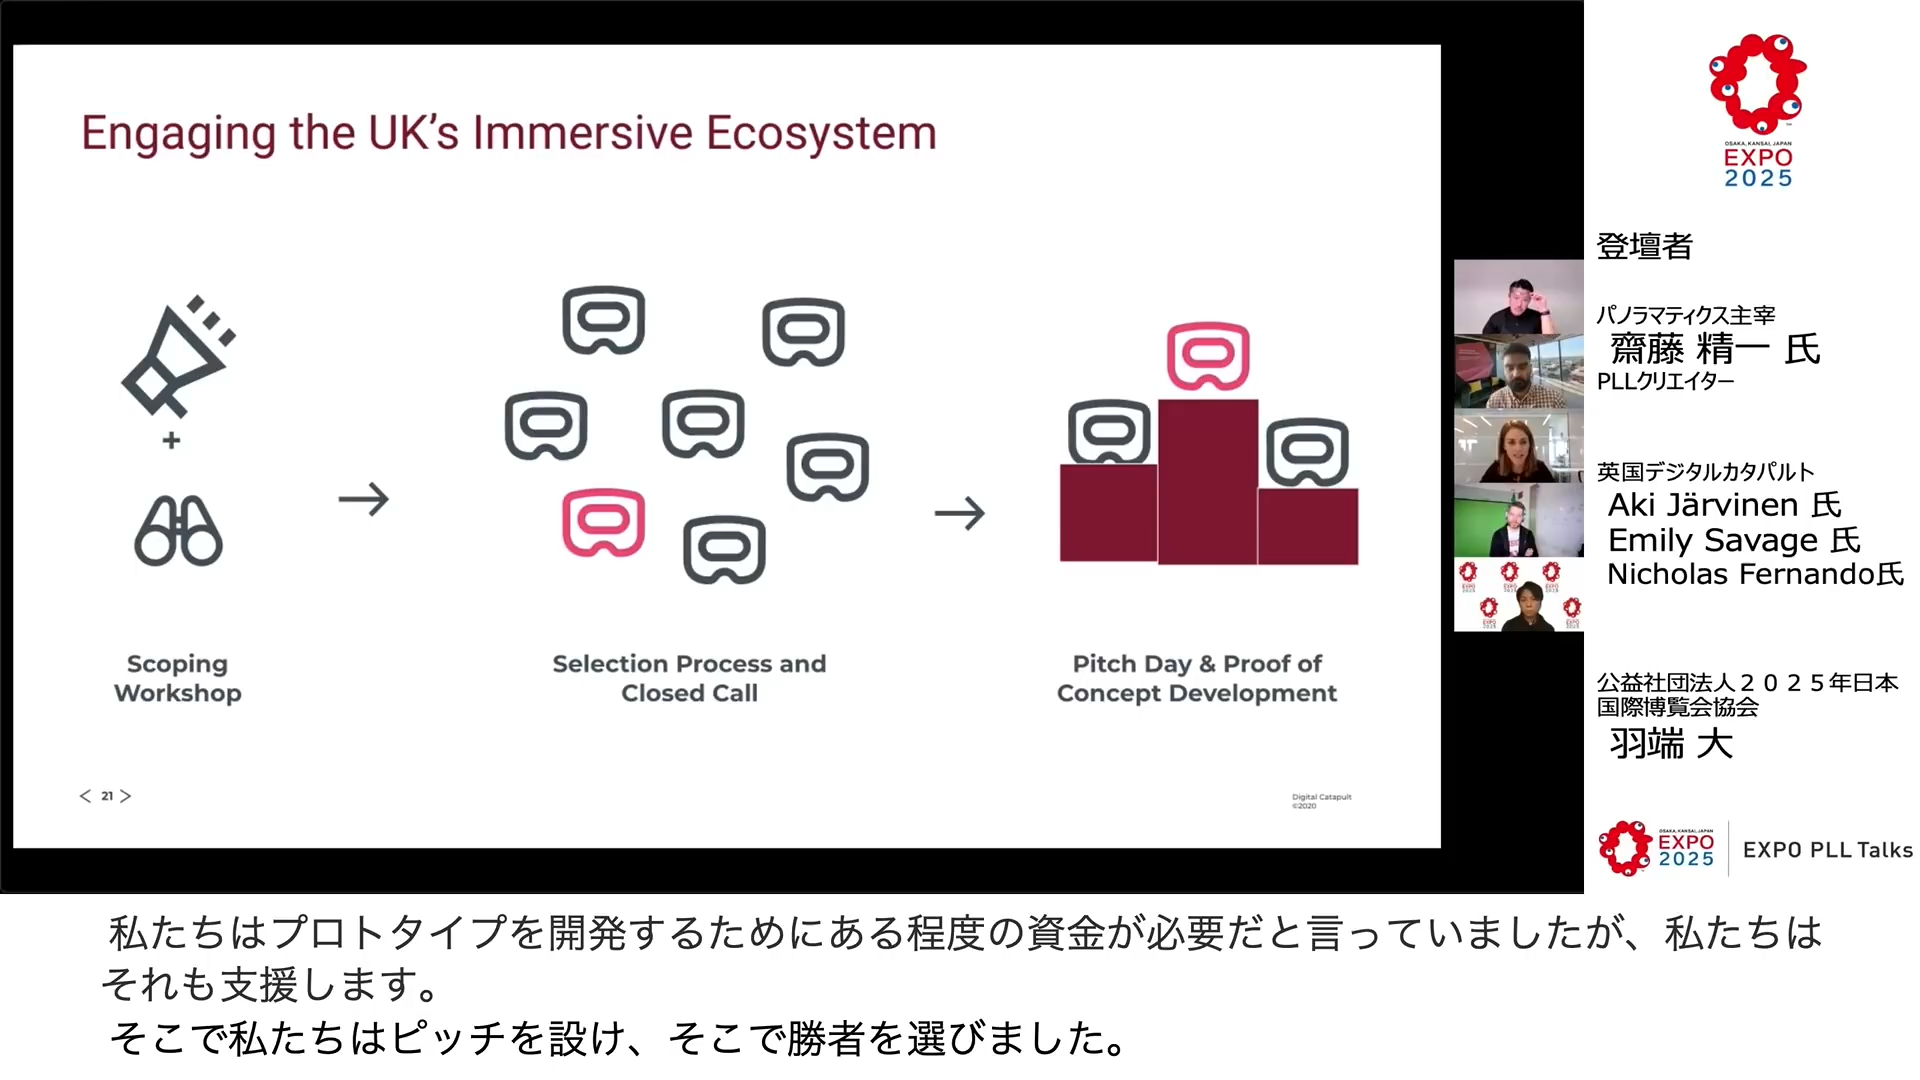 Engaging the UK's Immersive Ecosystem
+
Scoping
Workshop
Selection Process and
Closed Call
Pitch Day & Proof of
Concept Development
< 21 >
Digital Catapult
©2020
OSAKA, KANSAI, JAPAN
EXPO
2025
登壇者
パノラマティクス主宰
齋藤 精一 氏
PLLクリエイター
英国デジタルカタパルト
Aki Järvinen 氏
Emily Savage 氏
Nicholas Fernando氏
公益社団法人２０２５年日本
国際博覧会協会
羽端 大
OSAKA, KANSAI, JAPAN
EXPO
2025
EXPO PLL Talks
私たちはプロトタイプを開発するためにある程度の資金が必要だと言っていましたが、私たちは
それも支援します。
そこで私たちはピッチを設け、そこで勝者を選びました。